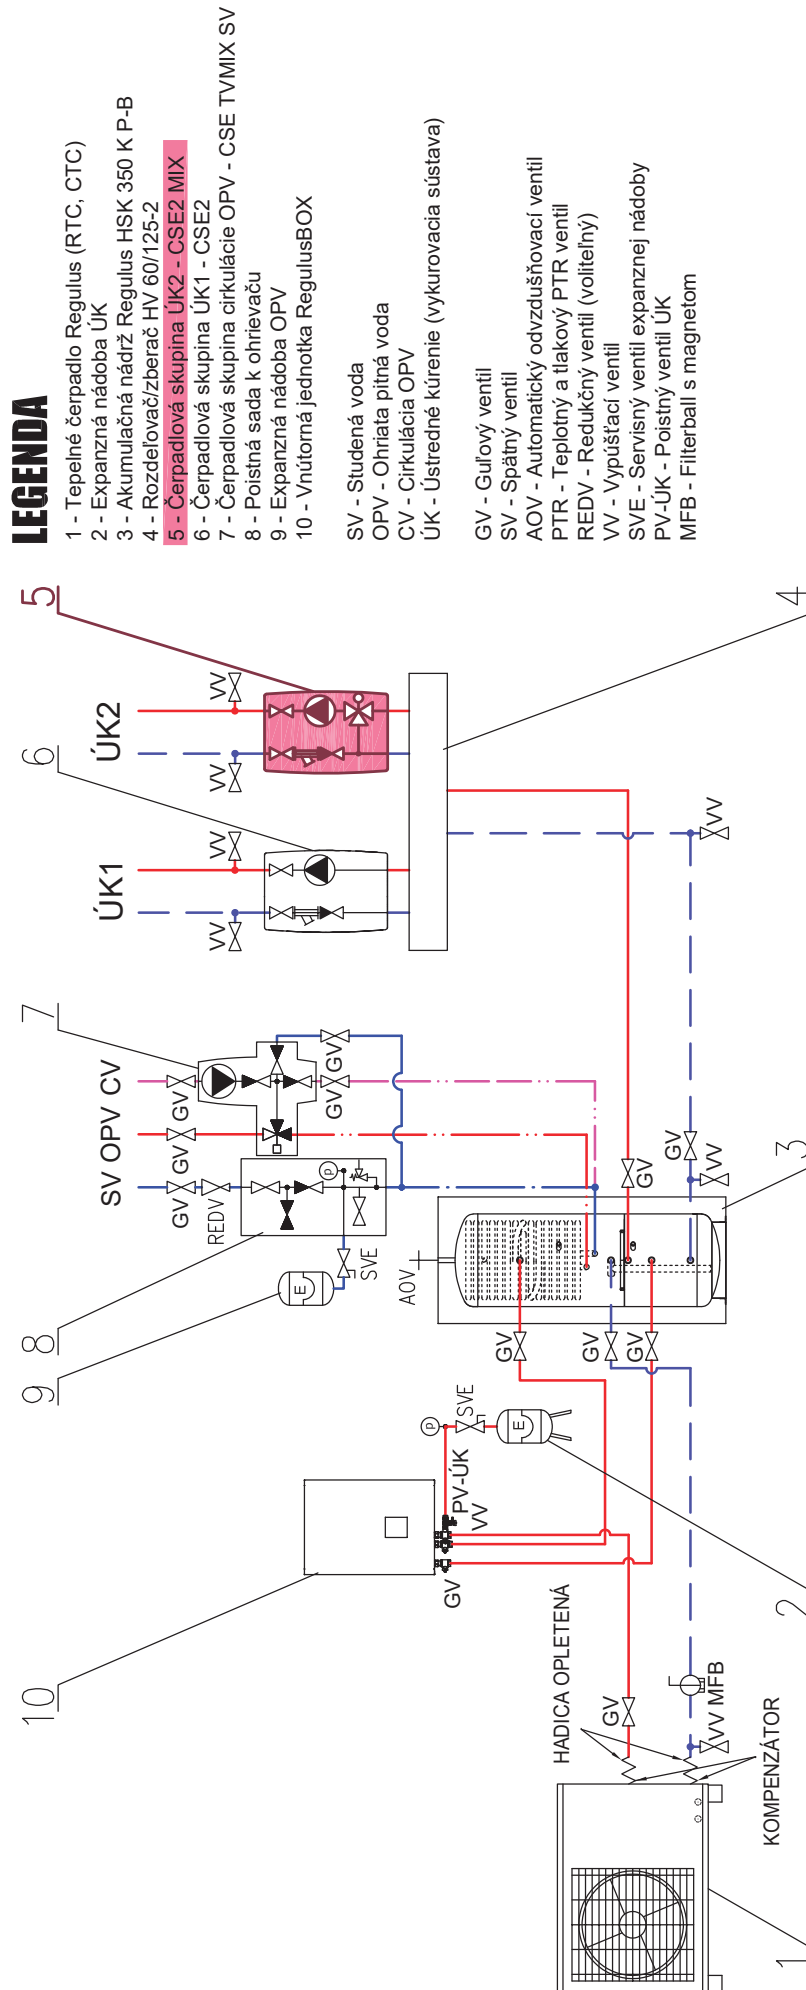 LEGENDA
1 - Tepelné čerpadlo Regulus (RTC, CTC)
2 - Expanzná nádoba ÚK
3 - Akumulačná nádrž Regulus HSK 350 K P-B
4 - Rozdeľovač/zberač HV 60/125-2
5 - Čerpadlová skupina ÚK2 - CSE2 MIX
6 - Čerpadlová skupina ÚK1 - CSE2
7 - Čerpadlová skupina cirkulácie OPV - CSE TVMIX SV
8 - Poistná sada k ohrievaču
9 - Expanzná nádoba OPV
10 - Vnútorná jednotka RegulusBOX
SV - Studená voda
OPV - Ohriata pitná voda
CV - Cirkulácia OPV
ÚK - Ústredné kúrenie (vykurovacia sústava)
GV - Guľový ventil
SV - Spätný ventil
AOV - Automatický odvzdušňovací ventil
PTR - Teplotný a tlakový PTR ventil
REDV - Redukčný ventil (voliteľný)
VV - Vypúšťací ventil
SVE - Servisný ventil expanznej nádoby
PV-ÚK - Poistný ventil ÚK
MFB - Filterball s magnetom
10
9
8
7
6
5
SV OPV CV
ÚK1
ÚK2
VV
VV
VV
VV
GV
GV
GV
REDV
GV
GV
p
SVE
E
AOV
p
SVE
E
PV-ÚK
VV
GV
GV
GV
GV
GV
GV
VV
VV
HADICA OPLETENÁ
GV
VV MFB
KOMPENZÁTOR
1
2
3
4